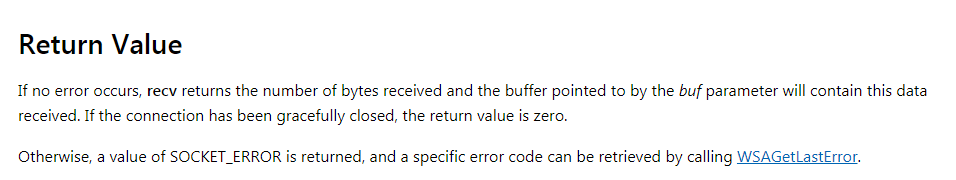 Return Value
If no error occurs, recv returns the number of bytes received and the buffer pointed to by the buf parameter will contain this data
received. If the connection has been gracefully closed, the return value is zero.
Otherwise, a value of SOCKET_ERROR is returned, and a specific error code can be retrieved by calling WSAGetLastError.